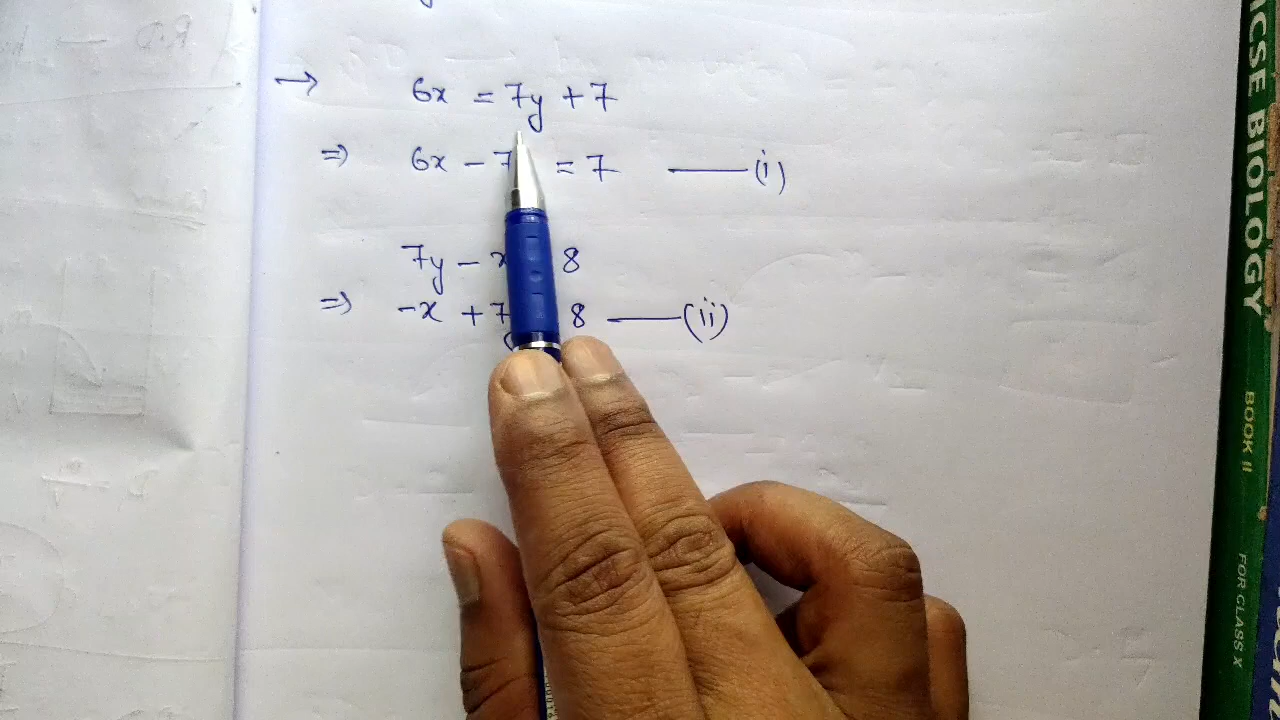 → 6x = 7y + 7
⇒ 6x - 7 = 7 —— (i)
7y - x 8
⇒ -x + 7 8 —— (ii)
ICSE BIOLOGY
BOOK II
FOR CLASS X